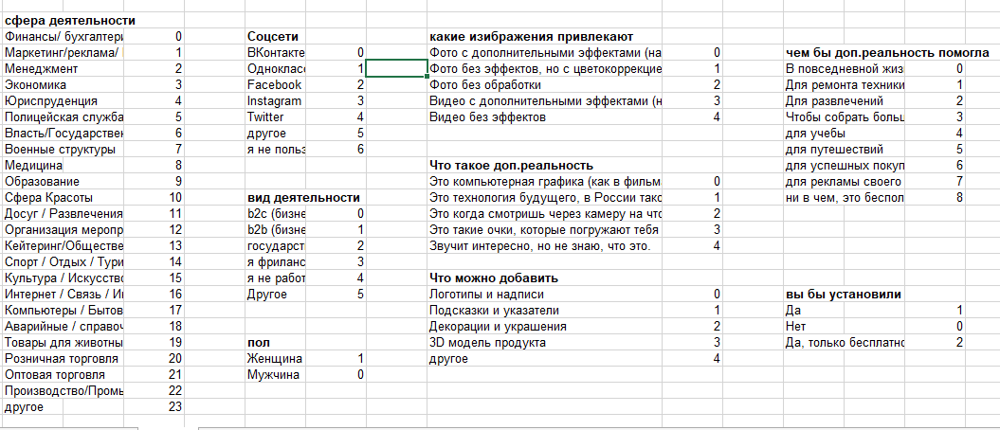 сфера деятельности
Финансы/ бухгалтери 0
Маркетинг/реклама/ 1
Менеджмент 2
Экономика 3
Юриспруденция 4
Полицейская служба 5
Власть/Государствен 6
Военные структуры 7
Медицина 8
Образование 9
Сфера Красоты 10
Досуг / Развлечения 11
Организация меропр 12
Кейтеринг/Обществе 13
Спорт / Отдых / Тури 14
Культура / Искусство 15
Интернет / Связь / И 16
Компьютеры / Бытов 17
Аварийные / справоч 18
Товары для животны 19
Розничная торговля 20
Оптовая торговля 21
Производство/Промы 22
другое 23
Соцсети
ВКонтакте 0
Одноклас 1
Facebook 2
Instagram 3
Twitter 4
другое 5
я не польз 6
вид деятельности
b2c (бизне 0
b2b (бизне 1
государст 2
я фриланс 3
я не работ 4
Другое 5
пол
Женщина 1
Мужчина 0
какие изибражения привлекают
Фото с дополнительными эффектами (на 0
Фото без эффектов, но с цветокоррекцие 1
Фото без обработки 2
Видео с дополнительными эффектами (н 3
Видео без эффектов 4
Что такое доп.реальность
Это компьютерная графика (как в фильм 0
Это технология будущего, в России тако 1
Это когда смотришь через камеру на что 2
Это такие очки, которые погружают тебя 3
Звучит интересно, но не знаю, что это. 4
Что можно добавить
Логотипы и надписи 0
Подсказки и указатели 1
Декорации и украшения 2
3D модель продукта 3
другое 4
чем бы доп.реальность помогла
В повседневной жиз 0
Для ремонта техники 1
Для развлечений 2
Чтобы собрать больц 3
для учебы 4
для путешествий 5
для успешных покуп 6
для рекламы своего 7
ни в чем, это беспол 8
вы бы установили
Да 1
Нет 0
Да, только бесплатно 2